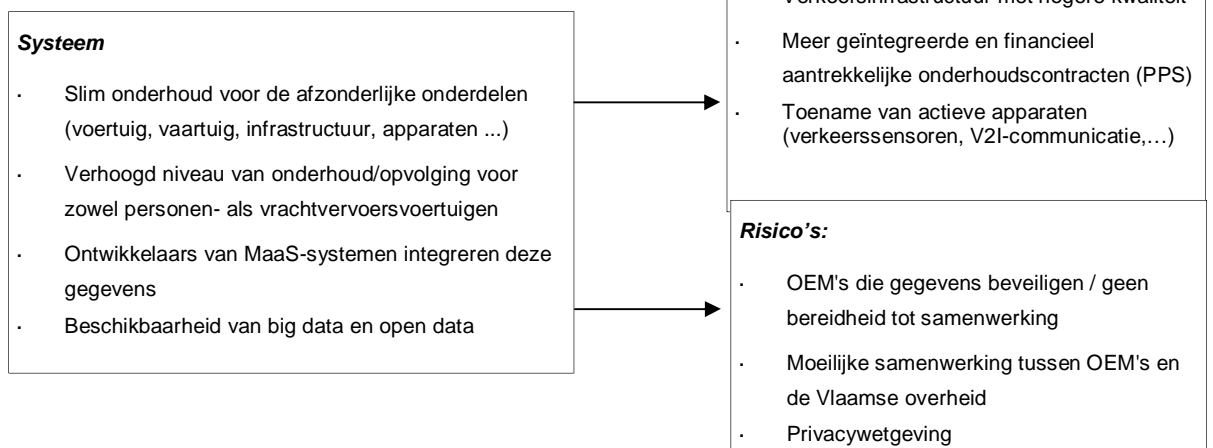 Systeem
· Slim onderhoud voor de afzonderlijke onderdelen
(voertuig, vaartuig, infrastructuur, apparaten ...)
· Verhoogd niveau van onderhoud/opvolging voor
zowel personen- als vrachtvervoersvoertuigen
· Ontwikkelaars van MaaS-systemen integreren deze
gegevens
· Beschikbaarheid van big data en open data
· Meer geïntegreerde en financieel
aantrekkelijke onderhoudscontracten (PPS)
· Toename van actieve apparaten
(verkeerssensoren, V2I-communicatie,…)
Risico’s:
· OEM's die gegevens beveiligen / geen
bereidheid tot samenwerking
· Moeilijke samenwerking tussen OEM's en
de Vlaamse overheid
· Privacywetgeving